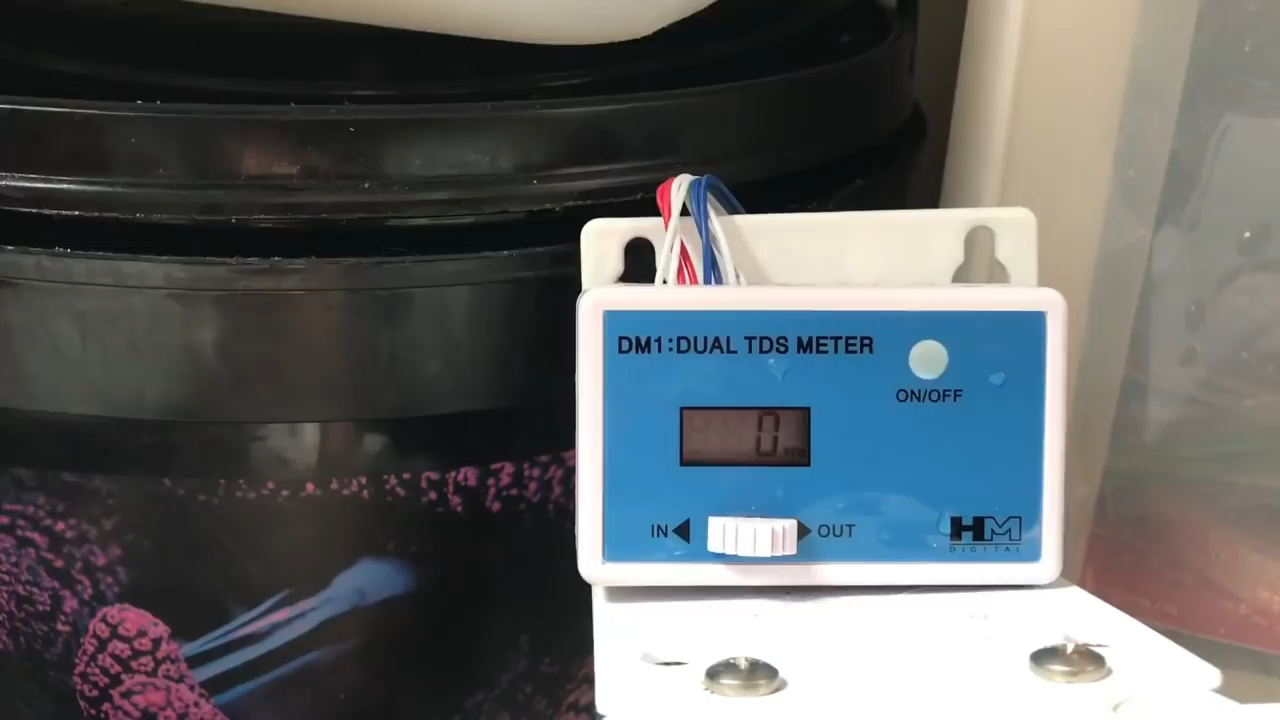 DM1:DUAL TDS METER
ON/OFF
0
IN OUT
HM
DIGITAL